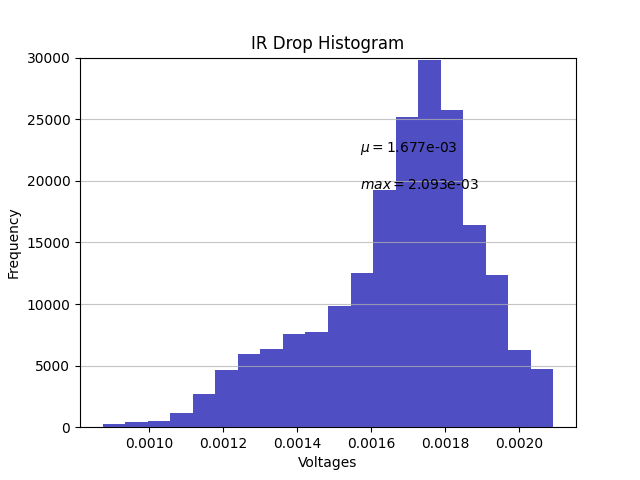 IR Drop Histogram
30000
25000
20000
15000
10000
5000
0
Frequency
μ = 1.677e-03
max = 2.093e-03
0.0010 0.0012 0.0014 0.0016 0.0018 0.0020
Voltages